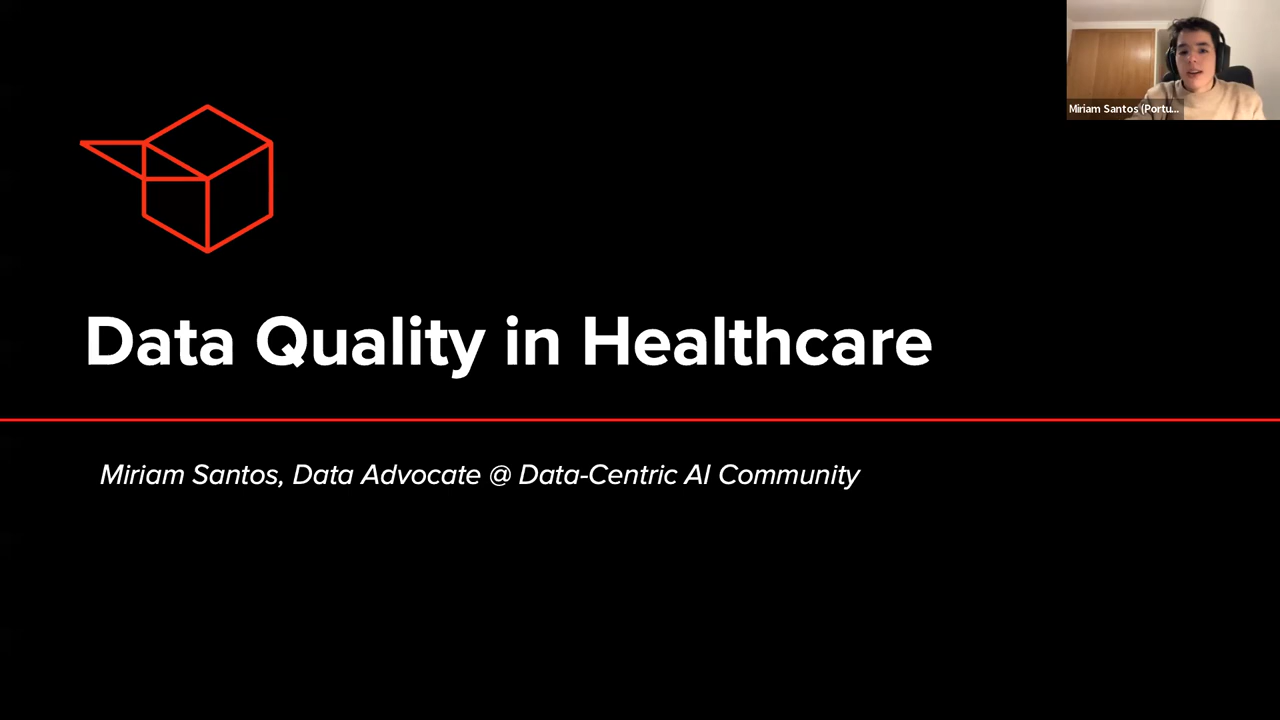 Miriam Santos (Portu...
Data Quality in Healthcare
Miriam Santos, Data Advocate @ Data-Centric AI Community